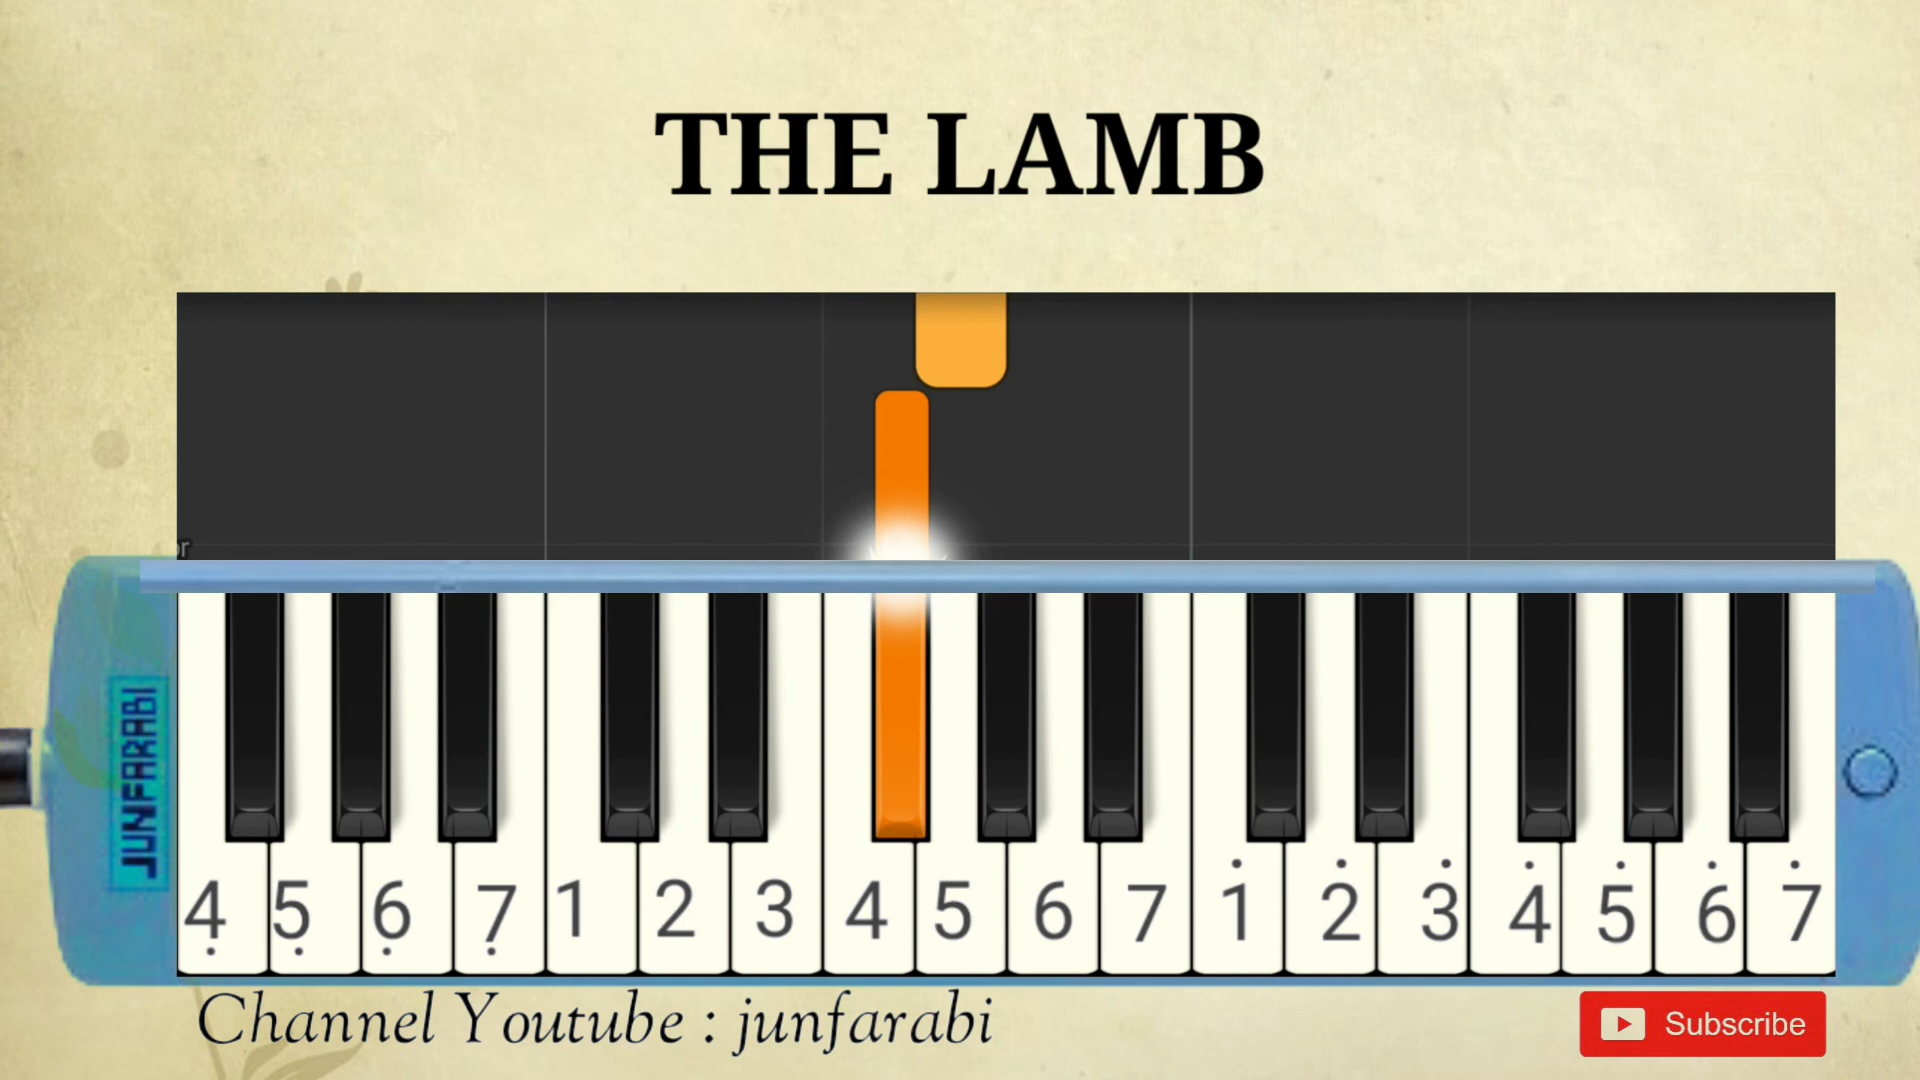 THE LAMB
or
JUNFARABI
4̣ 5̣ 6̣ 7̣ 1 2 3 4 5 6 7 1̇ 2̇ 3̇ 4̇ 5̇ 6̇ 7̇
Channel Youtube : junfarabi
Subscribe